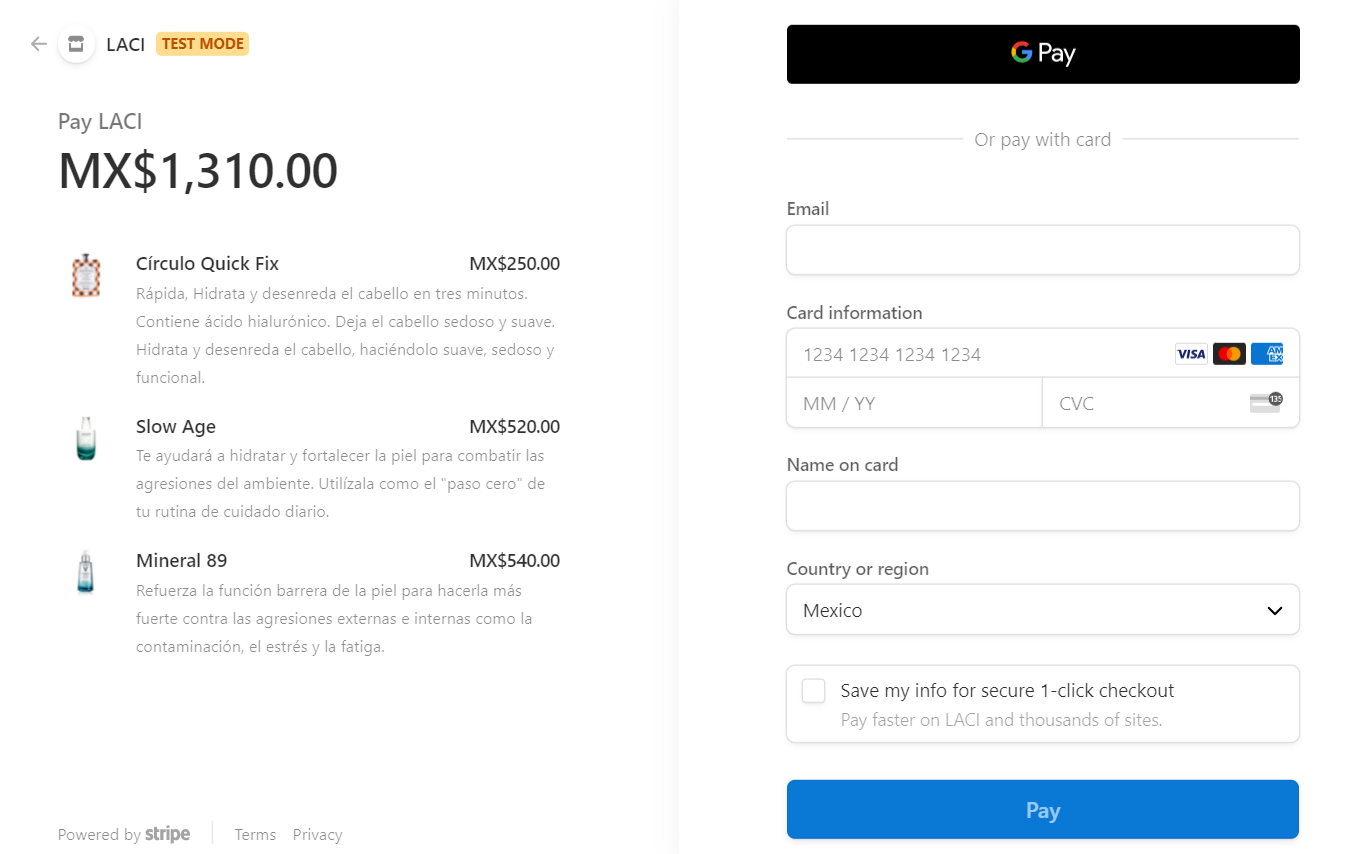 LACI TEST MODE
Pay LACI
MX$1,310.00
Círculo Quick Fix MX$250.00
Rápida, Hidrata y desenreda el cabello en tres minutos.
Contiene ácido hialurónico. Deja el cabello sedoso y suave.
Hidrata y desenreda el cabello, haciéndolo suave, sedoso y
funcional.
Slow Age MX$520.00
Te ayudará a hidratar y fortalecer la piel para combatir las
agresiones del ambiente. Utilízala como el "paso cero" de
tu rutina de cuidado diario.
Mineral 89 MX$540.00
Refuerza la función barrera de la piel para hacerla más
fuerte contra las agresiones externas e internas como la
contaminación, el estrés y la fatiga.
Powered by stripe Terms Privacy
G Pay
Or pay with card
Email
Card information
1234 1234 1234 1234 VISA AMEX
MM / YY CVC 135
Name on card
Country or region
Mexico
Save my info for secure 1-click checkout
Pay faster on LACI and thousands of sites.
Pay